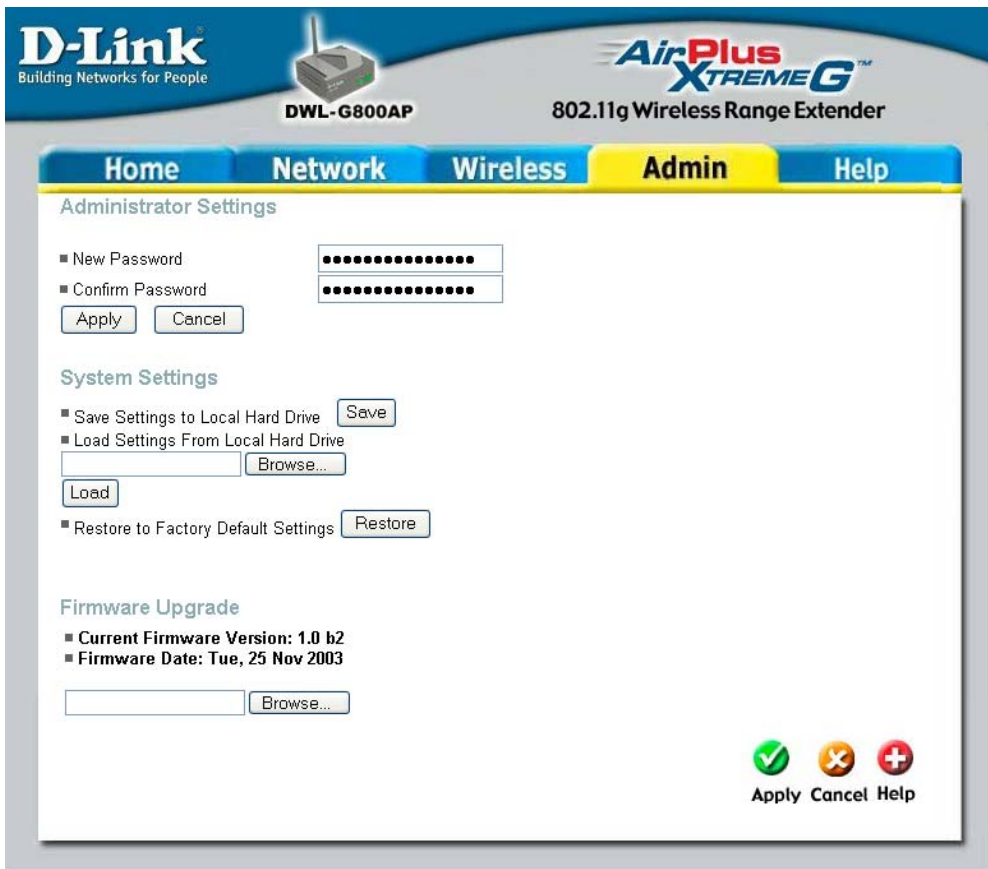 D-Link
Building Networks for People
DWL-G800AP
AirPlus
XTREME G™
802.11g Wireless Range Extender
Home Network Wireless Admin Help
Administrator Settings
New Password ●●●●●●●●●●●●●●●
Confirm Password ●●●●●●●●●●●●●●●
Apply Cancel
System Settings
Save Settings to Local Hard Drive Save
Load Settings From Local Hard Drive
Browse...
Load
Restore to Factory Default Settings Restore
Firmware Upgrade
Current Firmware Version: 1.0 b2
Firmware Date: Tue, 25 Nov 2003
Browse...
Apply Cancel Help